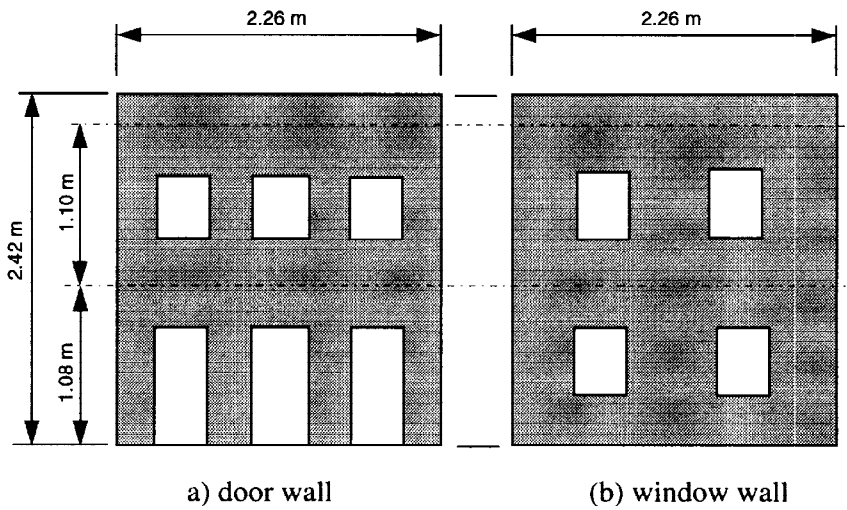 2.26 m
2.26 m
2.42 m
1.10 m
1.08 m
a) door wall
(b) window wall